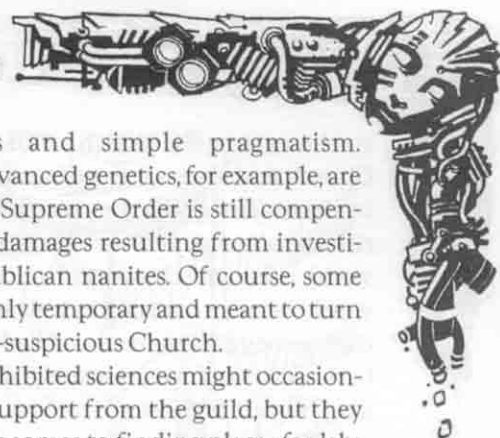 s and simple pragmatism.
vanced genetics, for example, are
Supreme Order is still compen-
damages resulting from investi-
blican nanites. Of course, some
nly temporary and meant to turn
-suspicious Church.
hibited sciences might occasion-
upport from the guild, but they